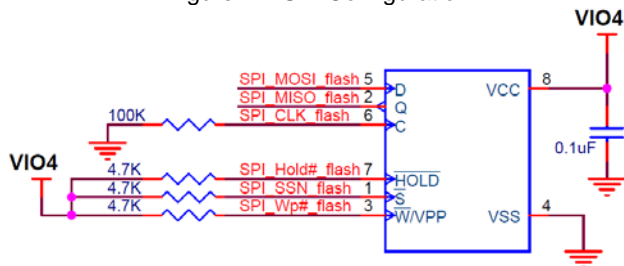 VIO4
SPI_MOSI_flash 5 D VCC 8
SPI_MISO_flash 2 Q
100K SPI_CLK_flash 6 C
0.1uF
VIO4
4.7K SPI_Hold#_flash 7 HOLD
4.7K SPI_SSN_flash 1 S
4.7K SPI_Wp#_flash 3 W/VPP VSS 4